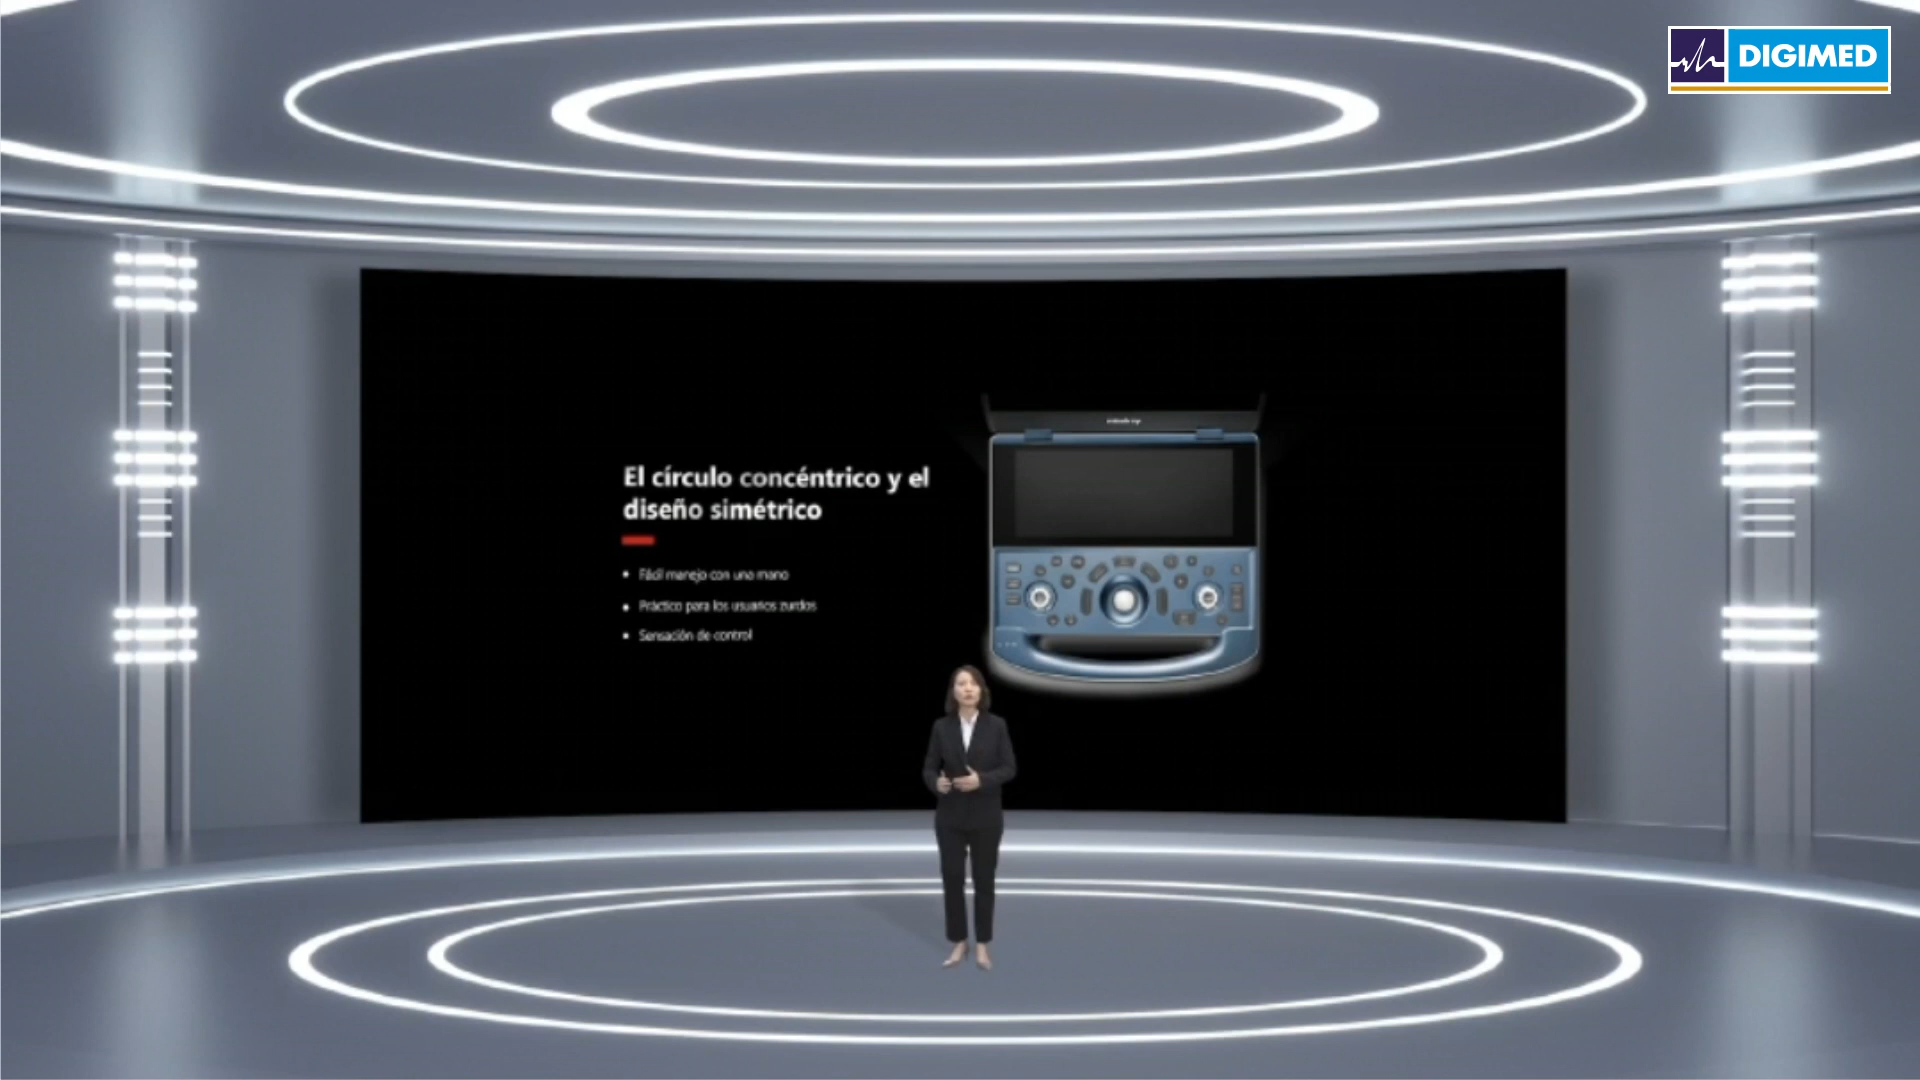 DIGIMED
El círculo concéntrico y el
diseño simétrico
• Fácil manejo con una mano
• Práctico para los usuarios zurdos
• Sensación de control
mindray